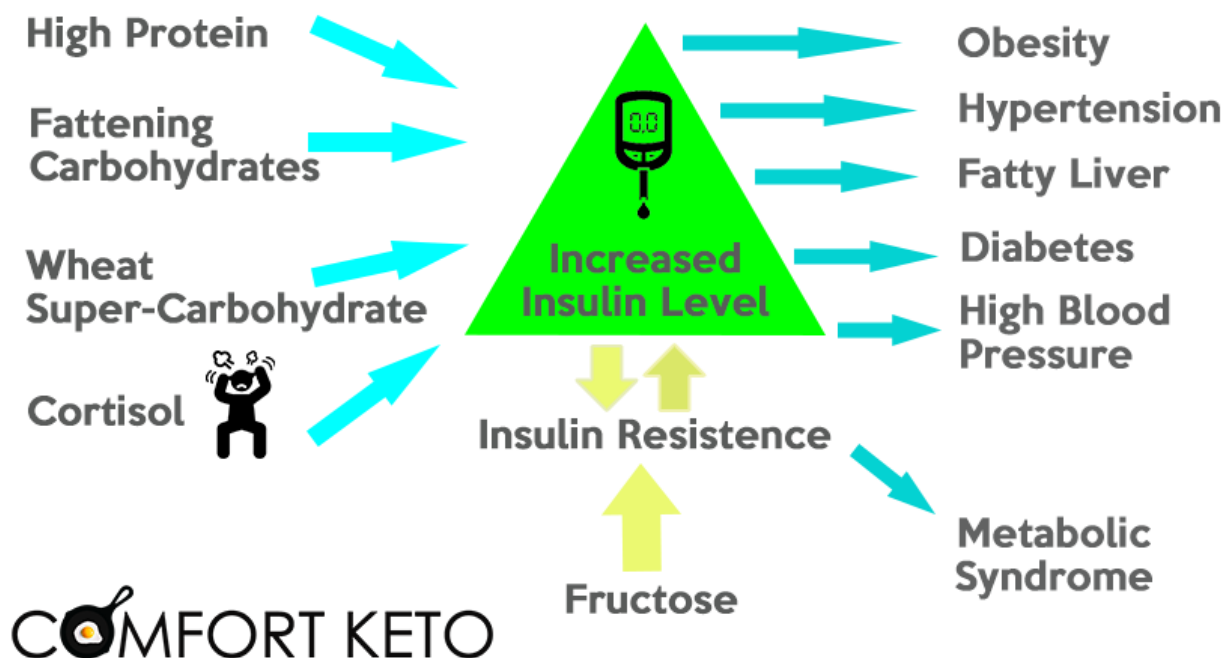 High Protein
Fattening
Carbohydrates
Wheat
Super-Carbohydrate
Cortisol
0.0
Increased
Insulin Level
Insulin Resistence
Fructose
Obesity
Hypertension
Fatty Liver
Diabetes
High Blood
Pressure
Metabolic
Syndrome
COMFORT KETO